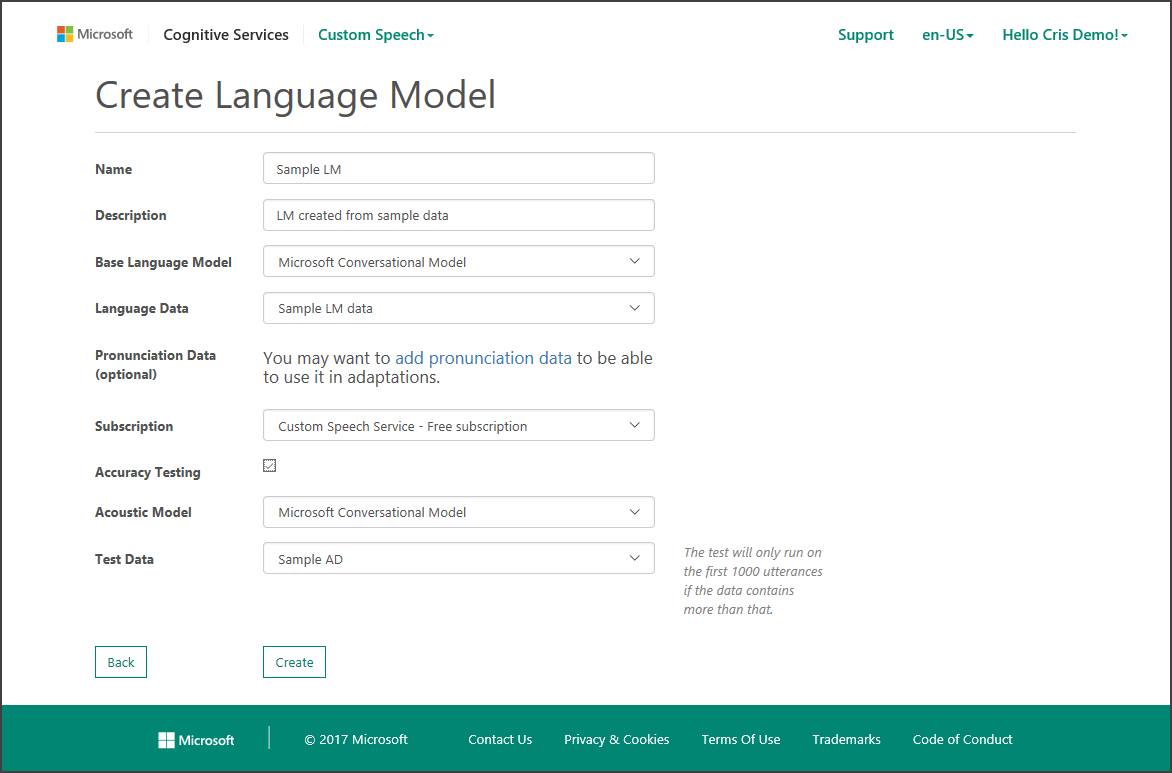 Microsoft Cognitive Services Custom Speech Support en-US Hello Cris Demo!
Create Language Model
Name Sample LM
Description LM created from sample data
Base Language Model Microsoft Conversational Model
Language Data Sample LM data
Pronunciation Data
(optional)
You may want to add pronunciation data to be able
to use it in adaptations.
Subscription Custom Speech Service - Free subscription
Accuracy Testing
Acoustic Model Microsoft Conversational Model
Test Data Sample AD
The test will only run on
the first 1000 utterances
if the data contains
more than that.
Back Create
Microsoft © 2017 Microsoft Contact Us Privacy & Cookies Terms Of Use Trademarks Code of Conduct